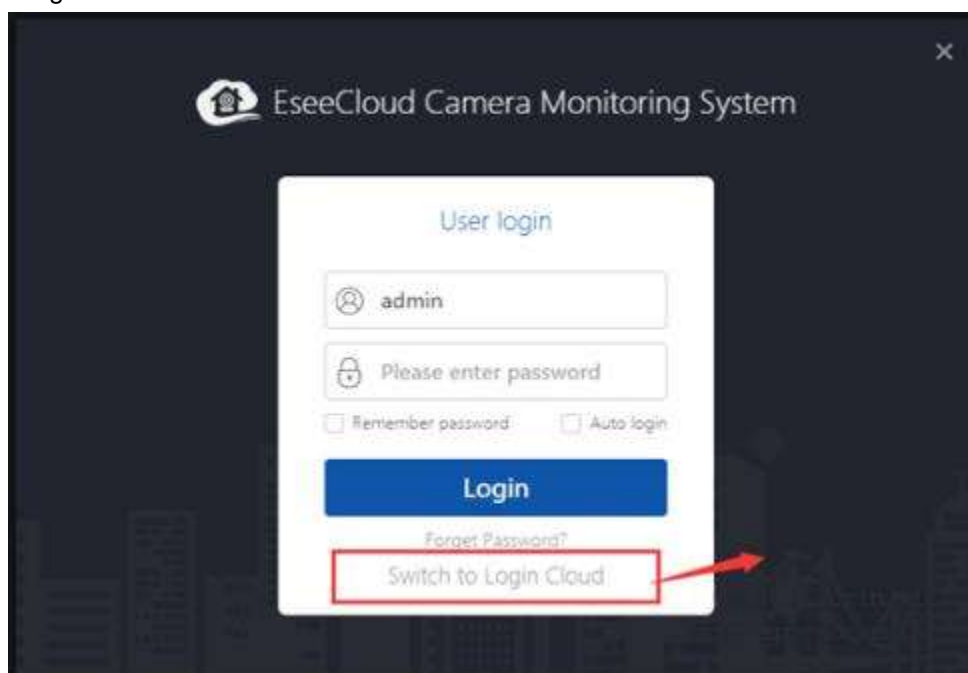 EseeCloud Camera Monitoring System
User login
admin
Please enter password
Remember password Auto login
Login
Forget Password?
Switch to Login Cloud